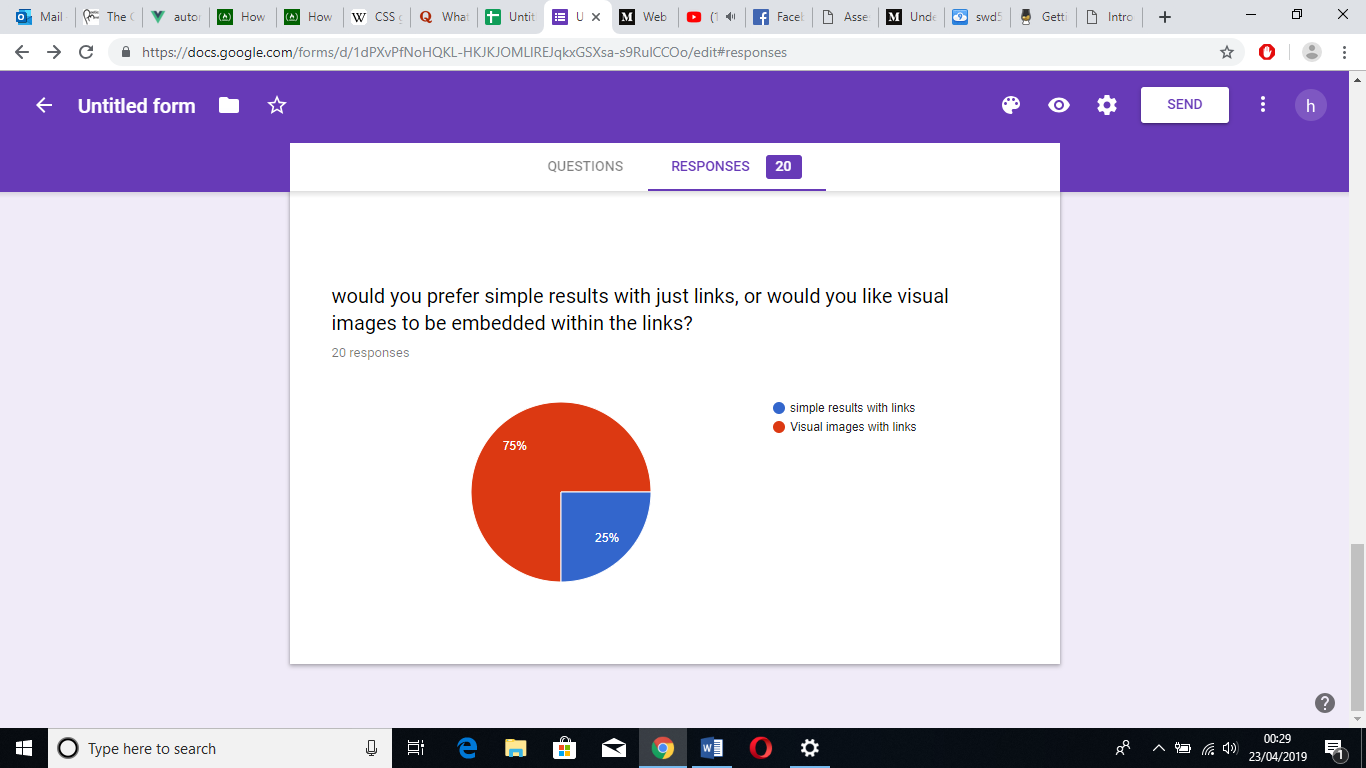 Mail
The C
autor
How
How
CSS
What
Untit
U
Web
(1
Faceb
Asse
Unde
swd5
Getti
Intro
https://docs.google.com/forms/d/1dPXvPfNoHQKL-HKJKJOMLIREJqkxGSXsa-s9RulCCOo/edit#responses
Untitled form
SEND
h
QUESTIONS
RESPONSES 20
would you prefer simple results with just links, or would you like visual
images to be embedded within the links?
20 responses
simple results with links
Visual images with links
75%
25%
Type here to search
00:29
23/04/2019
1